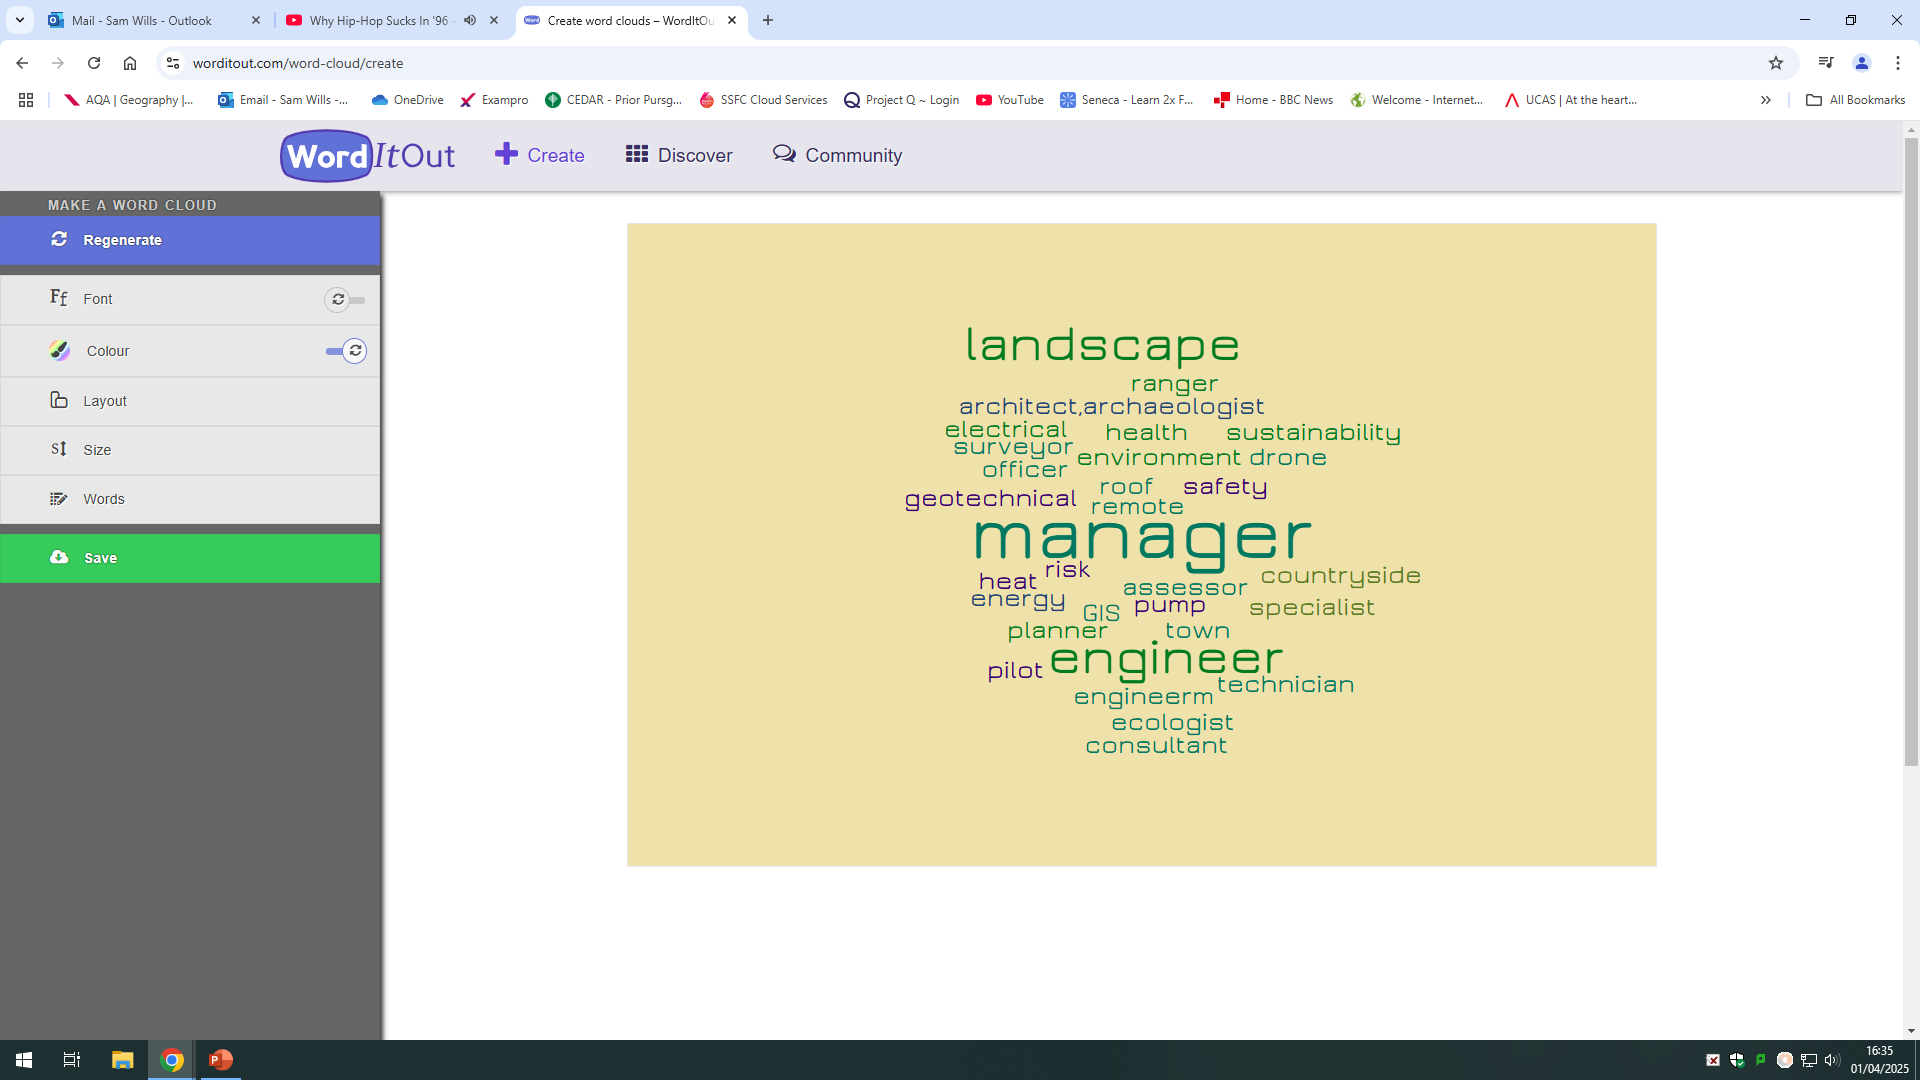 Mail - Sam Wills - Outlook
Why Hip-Hop Sucks In '96 -
Create word clouds – WordItOu
worditout.com/word-cloud/create
AQA | Geography |...
Email - Sam Wills -...
OneDrive
Exampro
CEDAR - Prior Pursg...
SSFC Cloud Services
Project Q ~ Login
YouTube
Seneca - Learn 2x F...
Home - BBC News
Welcome - Internet...
UCAS | At the heart...
All Bookmarks
WordItOut
Create
Discover
Community
MAKE A WORD CLOUD
Regenerate
Font
Colour
Layout
Size
Words
Save
landscape
ranger
architect,archaeologist
electrical health sustainability
surveyor
environment drone
officer
roof safety
geotechnical
remote
manager
risk
heat
countryside
assessor
energy
pump
specialist
GIS
planner town
engineer
pilot
technician
engineerm
ecologist
consultant
16:35
01/04/2025